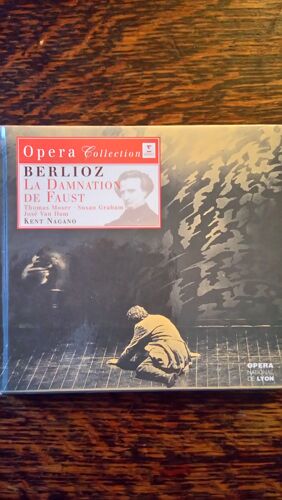 Opera Collection
BERLIOZ
LA DAMNATION
DE FAUST
Thomas Moser · Susan Graham
José Van Dam
KENT NAGANO
OPERA
NATIONAL
DE LYON